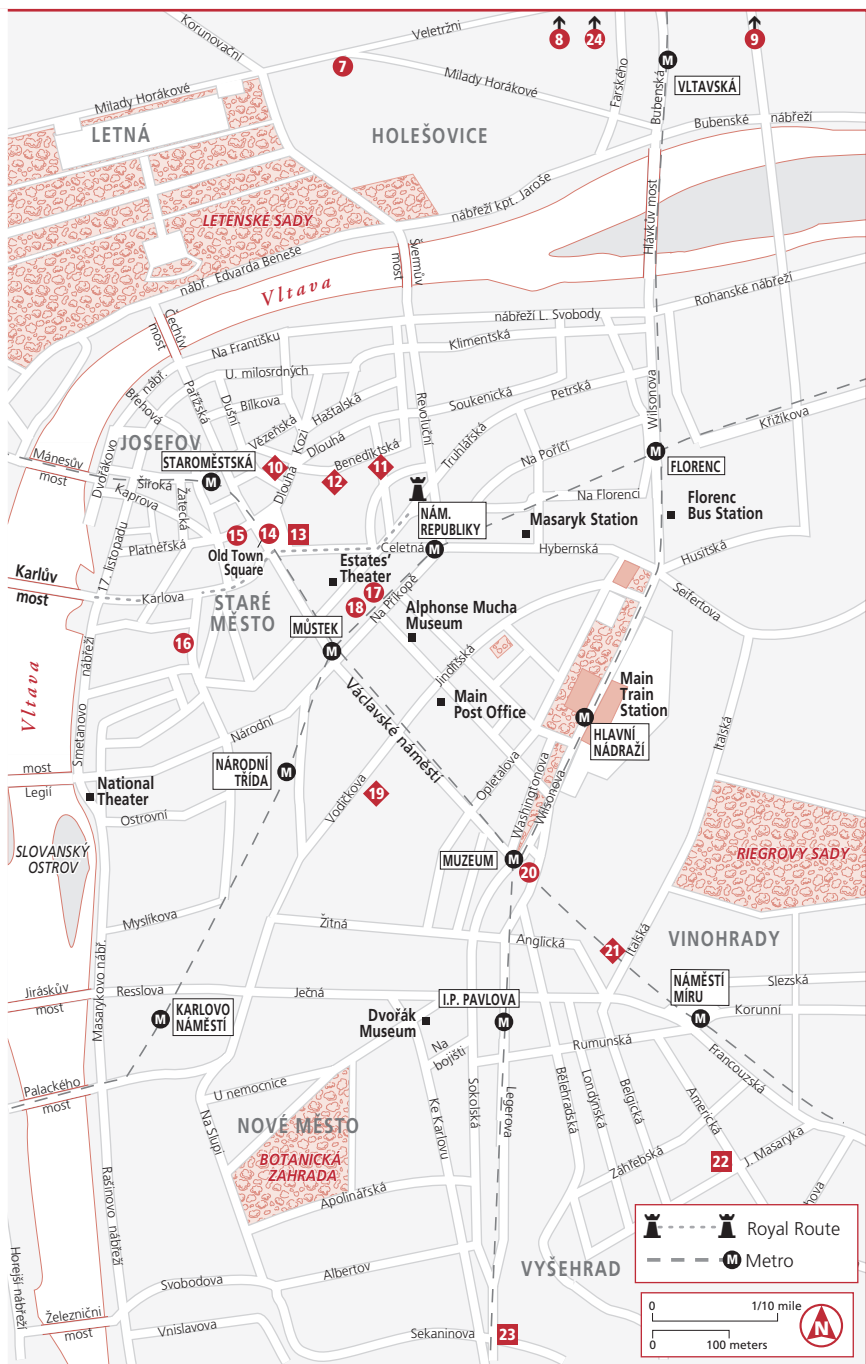 Korunovační
Veletržní
8
24
9
7
Milady Horákové
Milady Horákové
Farského
Bubenská
M
VLTAVSKÁ
LETNÁ
HOLEŠOVICE
Bubenské nábřeží
LETENSKÉ SADY
nábřeží kpt. Jaroše
Hlávkův most
nábř. Edvarda Beneše
Švermův
most
Vltava
Čechův
most
Rohanské nábřeží
nábřeží L. Svobody
Na Františku
Klimentská
U. milosrdných
Dvořákovo nábř.
Břehová
Pařížská
Dušní
Bílkova
Haštalská
Revoluční
Soukenická
Petrská
Wilsonova
Vězeňská
Kozí
Dlouhá
Benediktská
Truhlářská
Na Poříčí
Křižíkova
JOSEFOV
STAROMĚSTSKÁ
M
10
11
12
M
FLORENC
Mánesův
most
Široká
Kaprova
Žatecká
Dlouhá
NÁM.
REPUBLIKY
M
Na Florenci
Masaryk Station
Florenc
Bus Station
17. listopadu
Platnéřská
15
14
13
Old Town
Square
Celetná
Hybernská
Husitská
Karlův
most
Karlova
STARÉ
MĚSTO
Estates'
Theater
17
18
Na Příkopě
Seifertova
MŮSTEK
M
Alphonse Mucha
Museum
16
Jindřišská
Vltava
Smetanovo nábřeží
Národní
Václavské náměstí
Main
Post Office
Main
Train
Station
M
HLAVNÍ
NÁDRAŽÍ
Italská
most
Legií
National
Theater
NÁRODNÍ
TŘÍDA
M
Vodičkova
19
Opletalova
Washingtonova
Wilsonova
Ostrovní
SLOVANSKÝ
OSTROV
MUZEUM
M
20
RIEGROVY SADY
Myslíkova
Žitná
Anglická
21
Italská
VINOHRADY
Jiráskův
most
Resslova
Masarykovo nábř.
Ječná
KARLOVO
NÁMĚSTÍ
M
Dvořák
Museum
I.P. PAVLOVA
M
NÁMĚSTÍ
MÍRU
M
Slezská
Korunní
Na
bojišti
Rumunská
Francouzska
Palackého
most
U nemocnice
Na Slupi
Ke Karlovu
Sokolská
Legerova
Bělehradská
Londýnská
Belgická
Americká
NOVÉ MĚSTO
BOTANICKÁ
ZAHRADA
Záhřebská
22
J. Masaryka
Apolinářská
Rašínovo nábřeží
Horejší nábřeží
Albertov
VYŠEHRAD
Svobodova
Železniční
most
Vnislavova
Sekaninova
23
Royal Route
M Metro
0 1/10 mile
0 100 meters
N